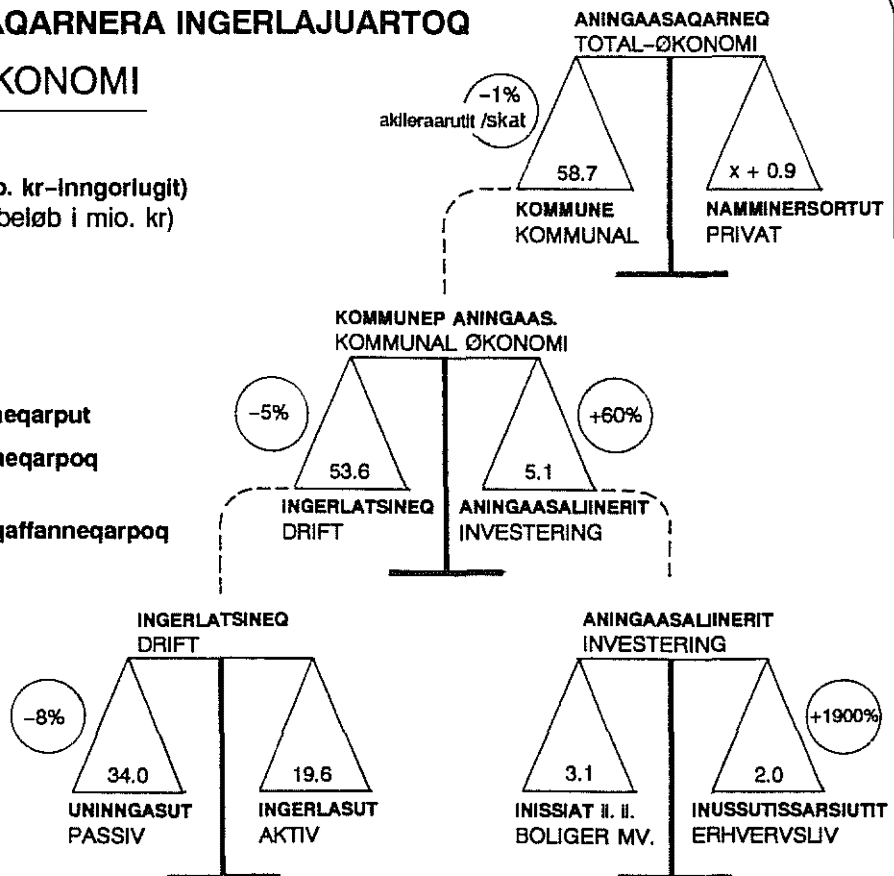 AQARNERA INGERLAJUARTOQ
KONOMI
o. kr-inngorlugit)
beløb i mio. kr)
neqarput
neqarpoq
qaffanneqarpoq
ANINGAASAQARNEQ
TOTAL-ØKONOMI
-1%
akileraarutit /skat
58.7
x + 0.9
KOMMUNE
KOMMUNAL
NAMMINERSORTUT
PRIVAT
KOMMUNEP ANINGAAS.
KOMMUNAL ØKONOMI
-5%
+60%
53.6
5.1
INGERLATSINEQ
DRIFT
ANINGAASALIINERIT
INVESTERING
INGERLATSINEQ
DRIFT
-8%
34.0
19.6
UNINNGASUT
PASSIV
INGERLASUT
AKTIV
ANINGAASALIINERIT
INVESTERING
+1900%
3.1
2.0
INISSIAT il. il.
BOLIGER MV.
INUSSUTISSARSIUTIT
ERHVERVSLIV